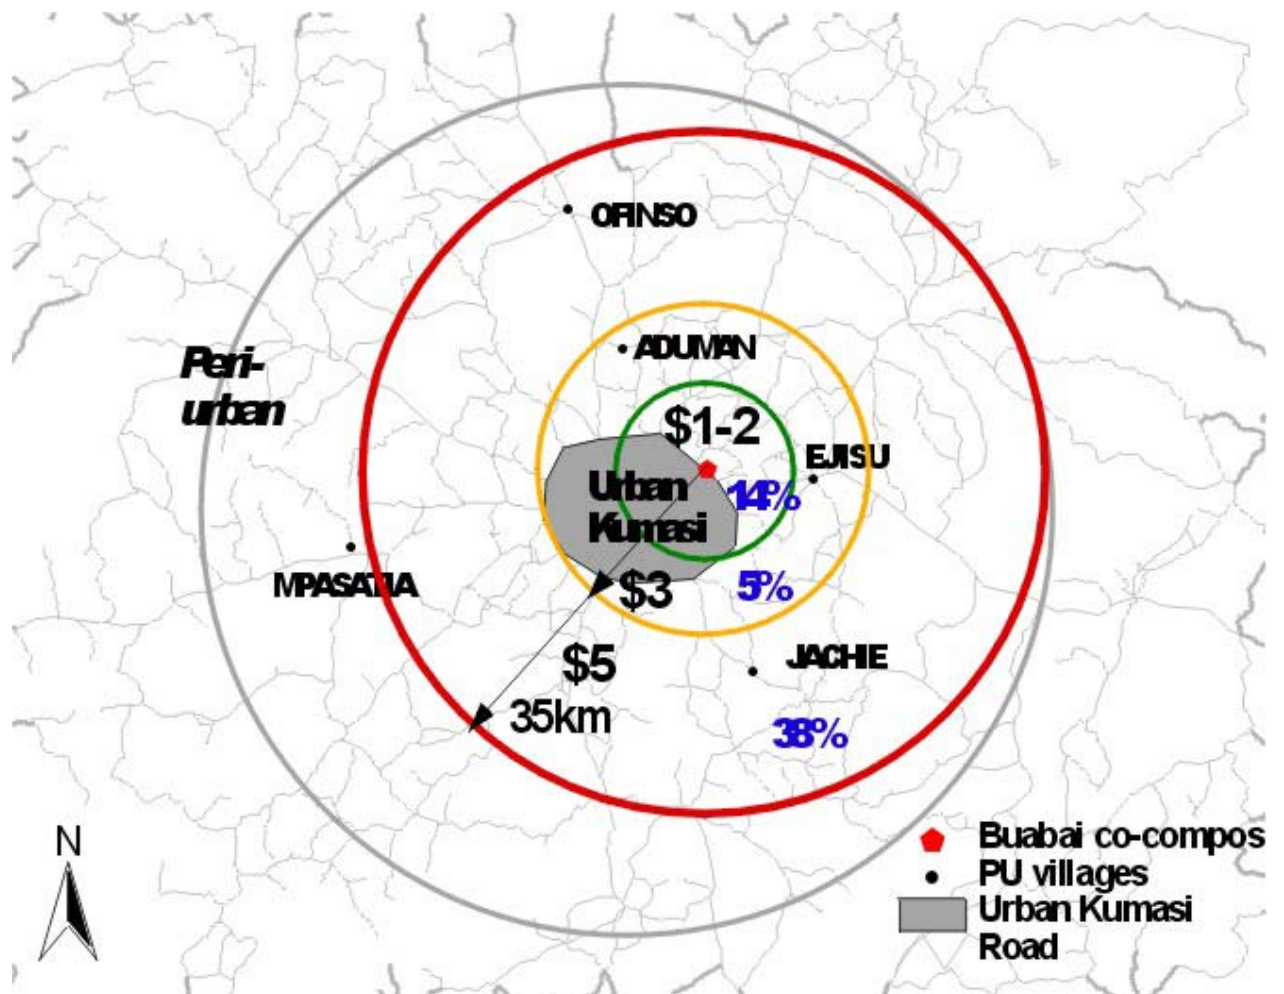 OFINSO
ADUMAN
Peri-
urban
$1-2
EJISU
14%
Urban
Kumasi
$3
5%
MPASATIA
JACHIE
$5
35km
38%
N
Buabai co-compos
PU villages
Urban Kumasi
Road